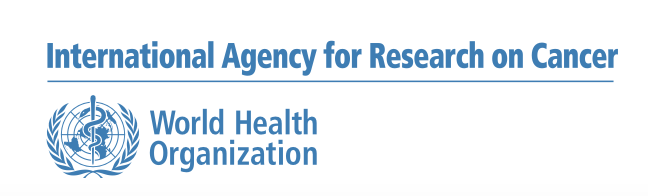 International Agency for Research on Cancer
World Health
Organization